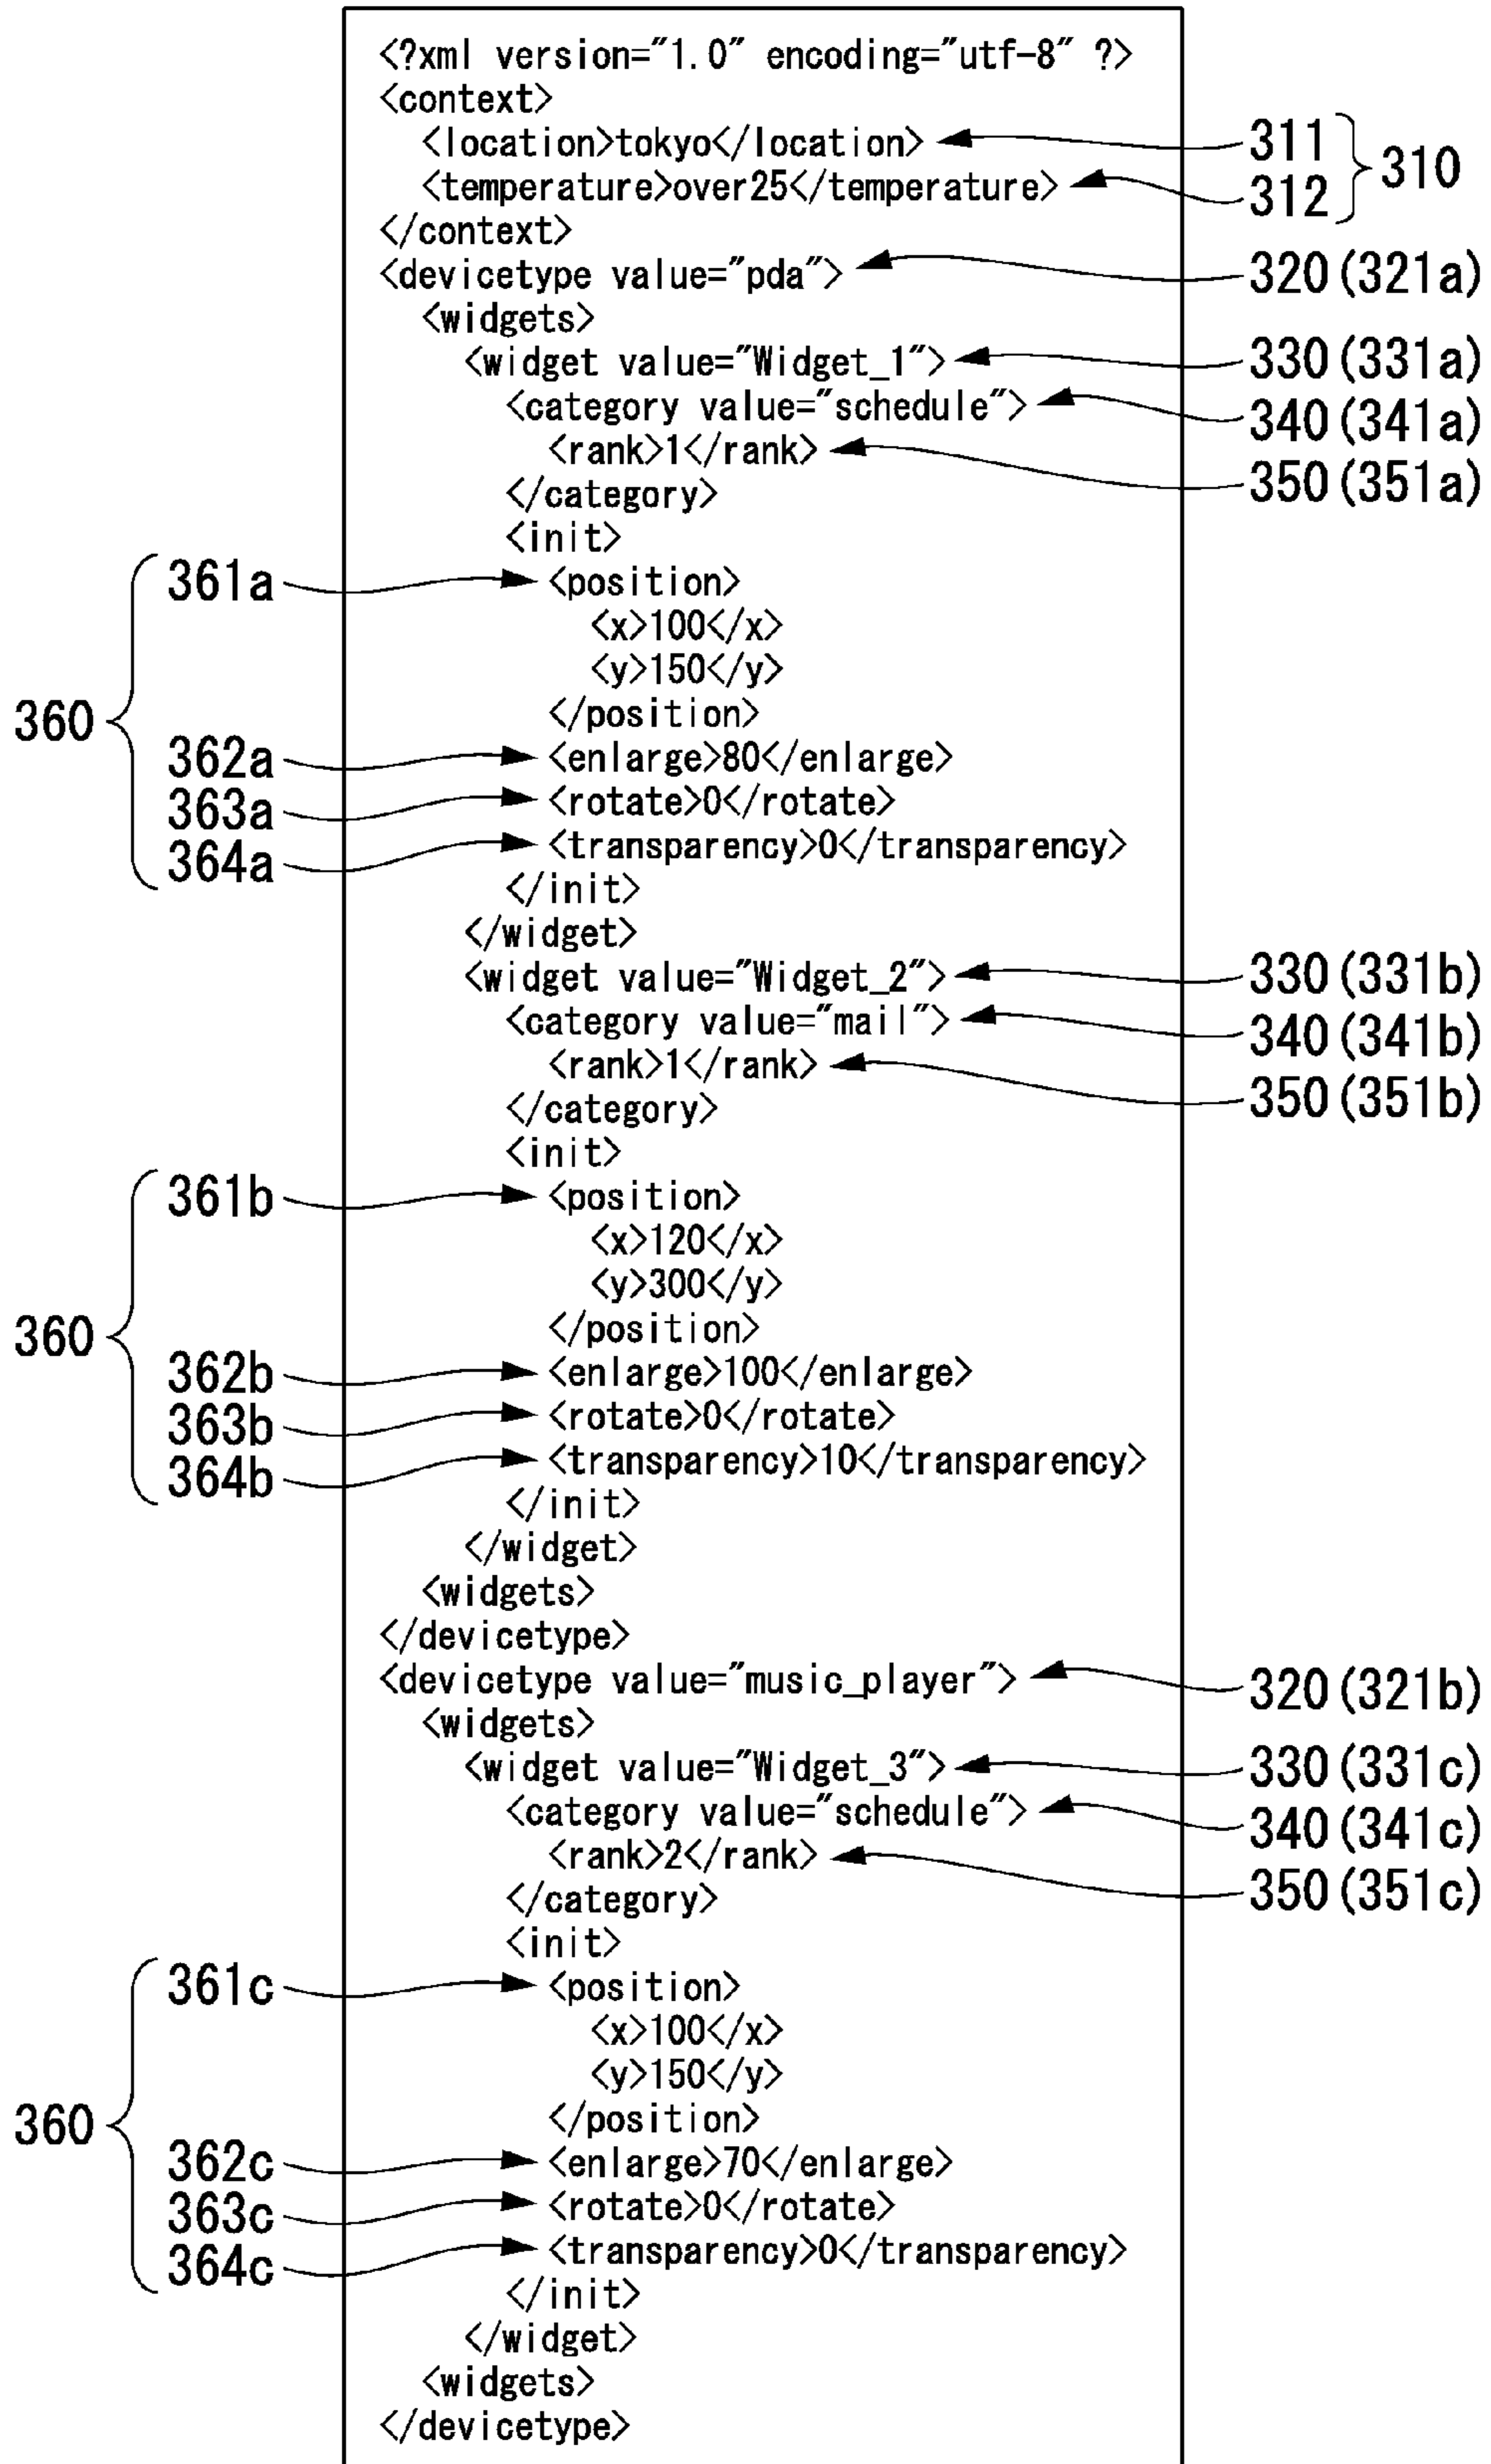 <?xml version="1.0" encoding="utf-8" ?>
<context>
<location>tokyo</location> 311
310
<temperature>over25</temperature> 312
</context>
<devicetype value="pda"> 320(321a)
<widgets>
<widget value="Widget_1"> 330(331a)
<category value="schedule"> 340(341a)
<rank>1</rank> 350(351a)
</category>
<init>
361a <position>
<x>100</x>
<y>150</y>
360 </position>
362a <enlarge>80</enlarge>
363a <rotate>0</rotate>
364a <transparency>0</transparency>
</init>
</widget>
<widget value="Widget_2"> 330(331b)
<category value="mail"> 340(341b)
<rank>1</rank> 350(351b)
</category>
<init>
361b <position>
<x>120</x>
<y>300</y>
360 </position>
362b <enlarge>100</enlarge>
363b <rotate>0</rotate>
364b <transparency>10</transparency>
</init>
</widget>
<widgets>
</devicetype>
<devicetype value="music_player"> 320(321b)
<widgets>
<widget value="Widget_3"> 330(331c)
<category value="schedule"> 340(341c)
<rank>2</rank> 350(351c)
</category>
<init>
361c <position>
<x>100</x>
<y>150</y>
360 </position>
362c <enlarge>70</enlarge>
363c <rotate>0</rotate>
364c <transparency>0</transparency>
</init>
</widget>
<widgets>
</devicetype>